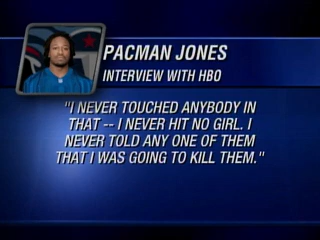 PACMAN JONES
INTERVIEW WITH HBO
"I NEVER TOUCHED ANYBODY IN
THAT -- I NEVER HIT NO GIRL. I
NEVER TOLD ANY ONE OF THEM
THAT I WAS GOING TO KILL THEM."